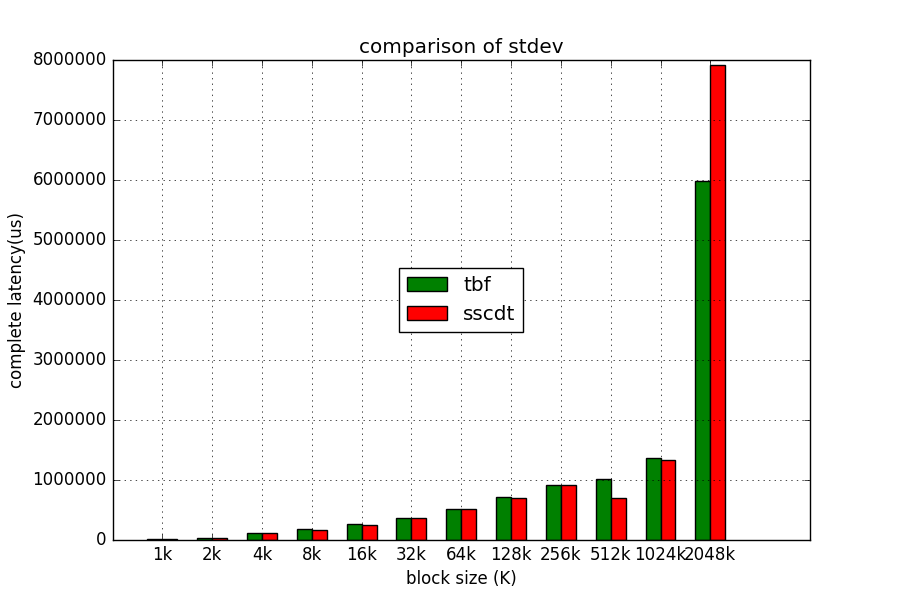 comparison of stdev
8000000
7000000
6000000
5000000
4000000
3000000
2000000
1000000
0
complete latency(us)
tbf
sscdt
1k 2k 4k 8k 16k 32k 64k 128k 256k 512k 1024k 2048k
block size (K)